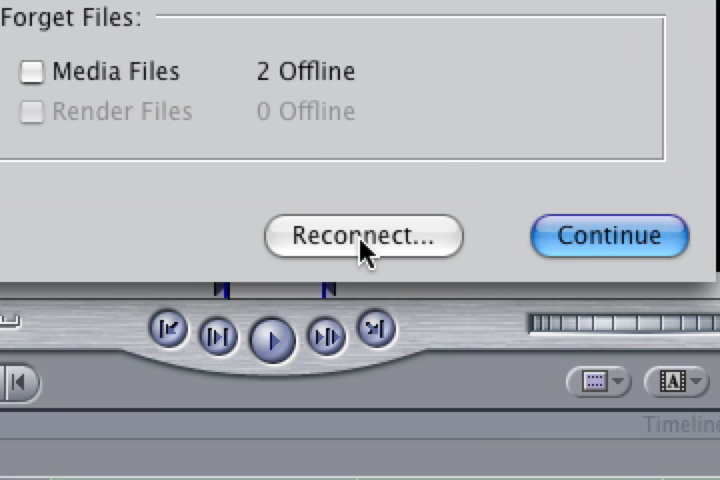 Forget Files:
Media Files 2 Offline
Render Files 0 Offline
Reconnect... Continue
A
Timeline